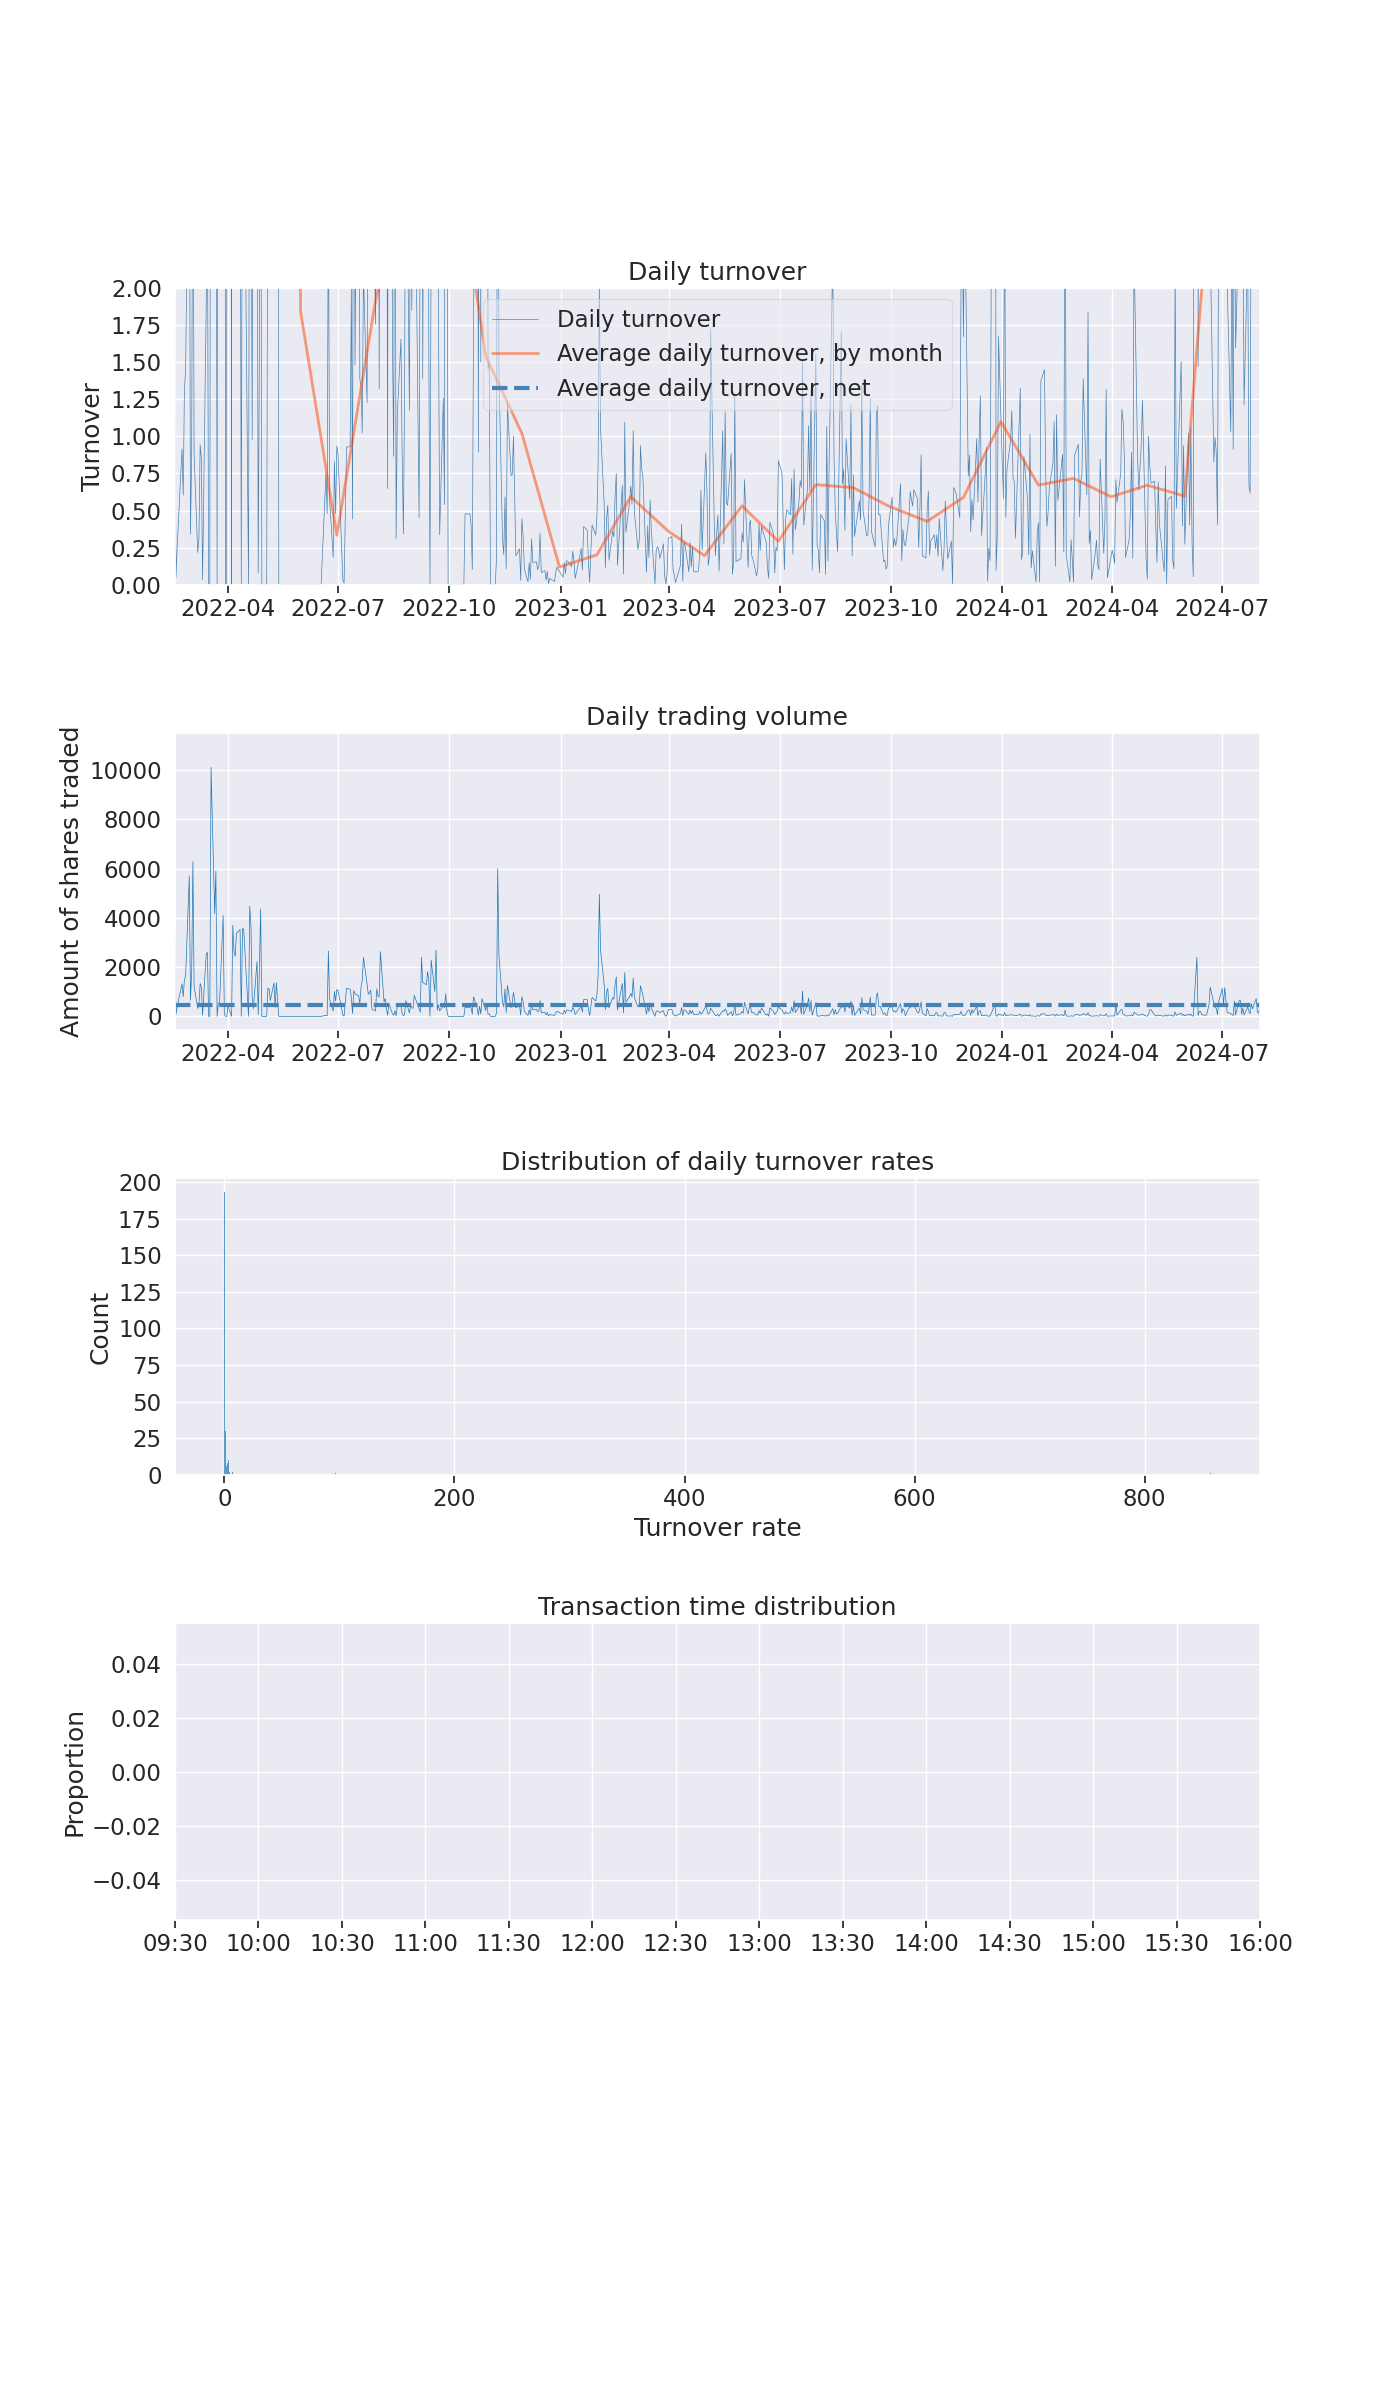 Daily turnover
Turnover
2.00
1.75
1.50
1.25
1.00
0.75
0.50
0.25
0.00
Daily turnover
Average daily turnover, by month
Average daily turnover, net
2022-04 2022-07 2022-10 2023-01 2023-04 2023-07 2023-10 2024-01 2024-04 2024-07
Daily trading volume
Amount of shares traded
10000
8000
6000
4000
2000
0
2022-04 2022-07 2022-10 2023-01 2023-04 2023-07 2023-10 2024-01 2024-04 2024-07
Distribution of daily turnover rates
Count
200
175
150
125
100
75
50
25
0
0 200 400 600 800
Turnover rate
Transaction time distribution
Proportion
0.04
0.02
0.00
−0.02
−0.04
09:30 10:00 10:30 11:00 11:30 12:00 12:30 13:00 13:30 14:00 14:30 15:00 15:30 16:00